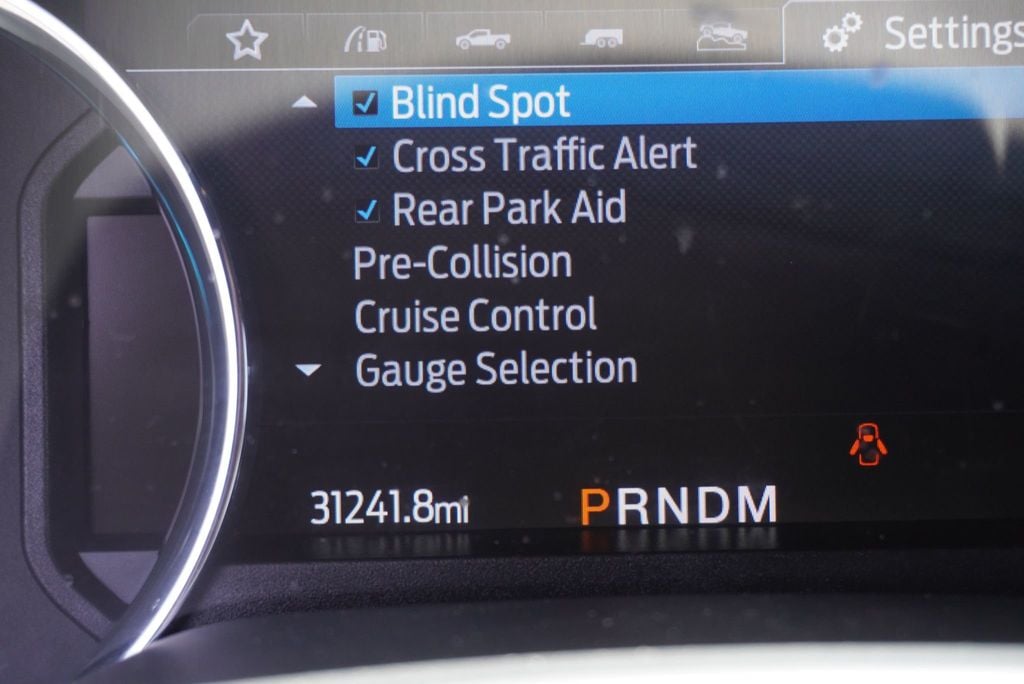 Settings
Blind Spot
Cross Traffic Alert
Rear Park Aid
Pre-Collision
Cruise Control
Gauge Selection
31241.8mi PRNDM